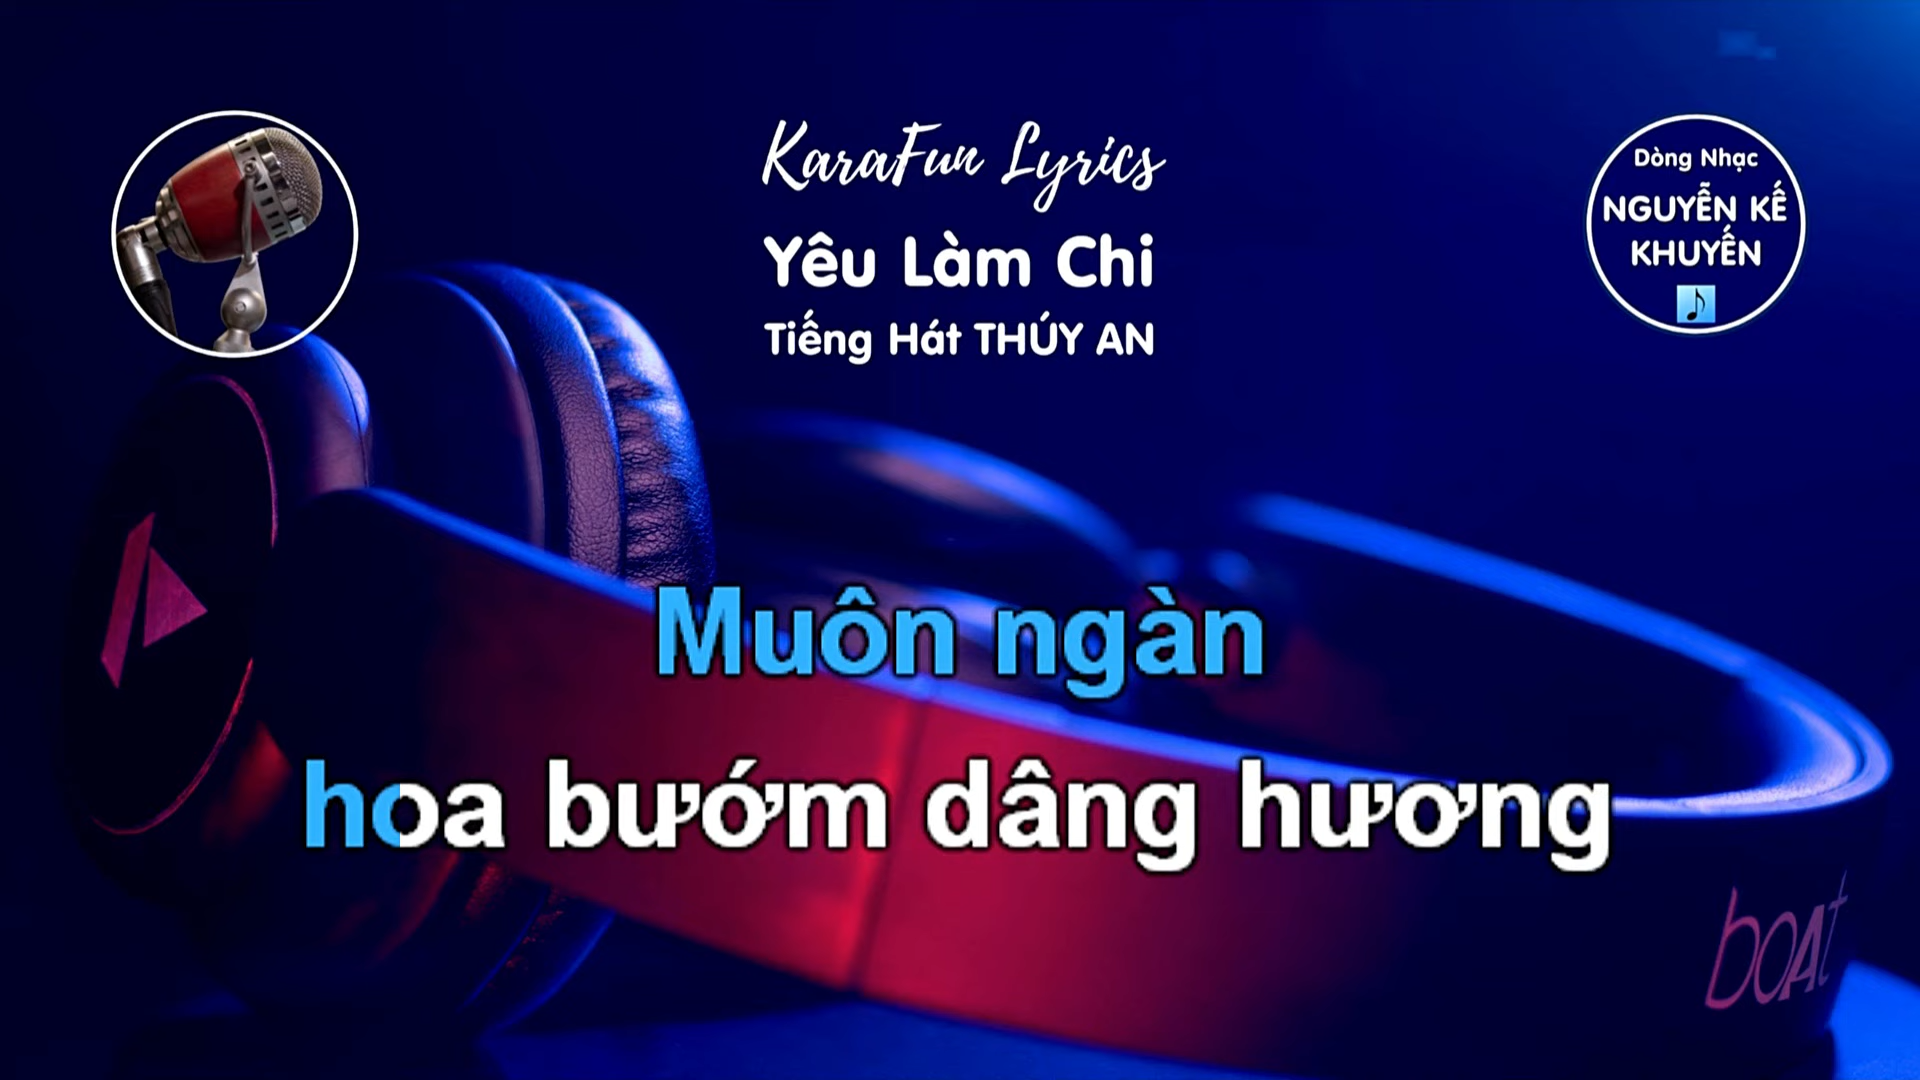 KaraFun Lyrics
Yêu Làm Chi
Tiếng Hát THÚY AN
Dòng Nhạc
NGUYỄN KẾ
KHUYẾN
Muôn ngàn
hoa bướm dâng hương
boAt